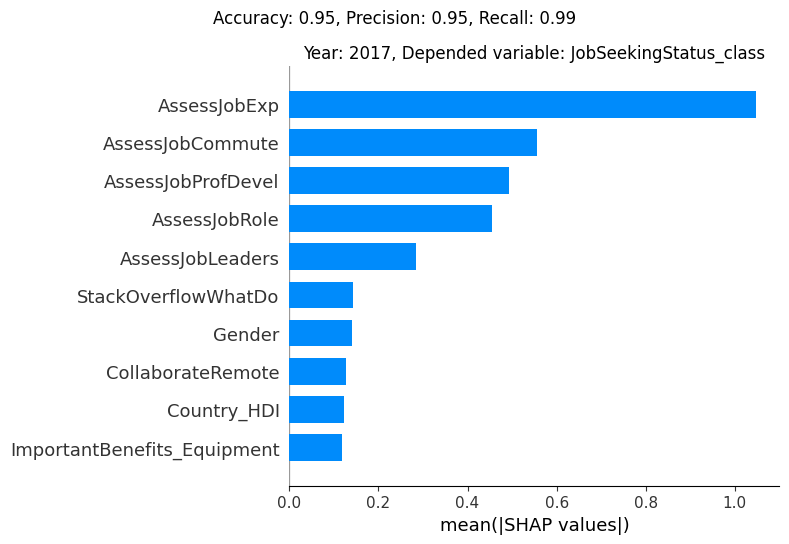 Accuracy: 0.95, Precision: 0.95, Recall: 0.99
Year: 2017, Depended variable: JobSeekingStatus_class
AssessJobExp
AssessJobCommute
AssessJobProfDevel
AssessJobRole
AssessJobLeaders
StackOverflowWhatDo
Gender
CollaborateRemote
Country_HDI
ImportantBenefits_Equipment
0.0 0.2 0.4 0.6 0.8 1.0
mean(|SHAP values|)